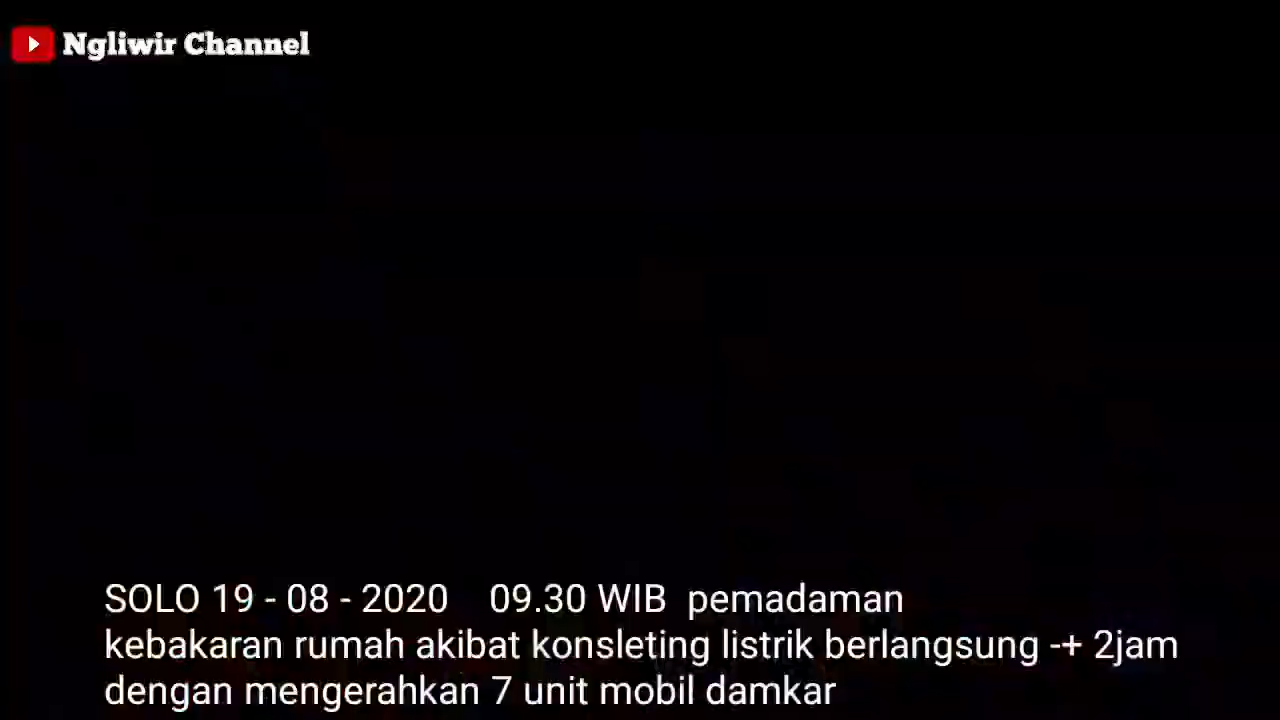 Ngliwir Channel
SOLO 19 - 08 - 2020 09.30 WIB pemadaman
kebakaran rumah akibat konsleting listrik berlangsung -+ 2jam
dengan mengerahkan 7 unit mobil damkar